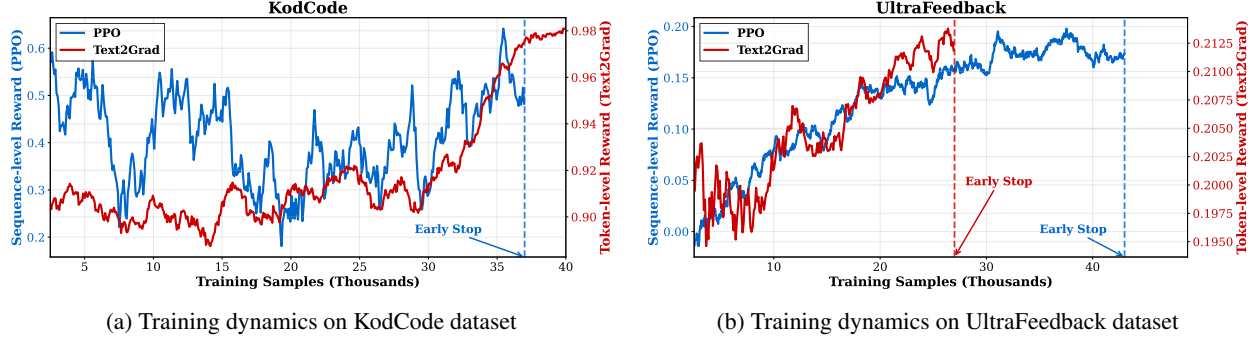 KodCode
Sequence-level Reward (PPO)
0.6
0.5
0.4
0.3
0.2
PPO
Text2Grad
Early Stop
0.98
0.96
0.94
0.92
0.90
Token-level Reward (Text2Grad)
5 10 15 20 25 30 35 40
Training Samples (Thousands)
(a) Training dynamics on KodCode dataset
UltraFeedback
Sequence-level Reward (PPO)
0.20
0.15
0.10
0.05
0.00
PPO
Text2Grad
Early Stop
Early Stop
0.2125
0.2100
0.2075
0.2050
0.2025
0.2000
0.1975
0.1950
Token-level Reward (Text2Grad)
10 20 30 40
Training Samples (Thousands)
(b) Training dynamics on UltraFeedback dataset